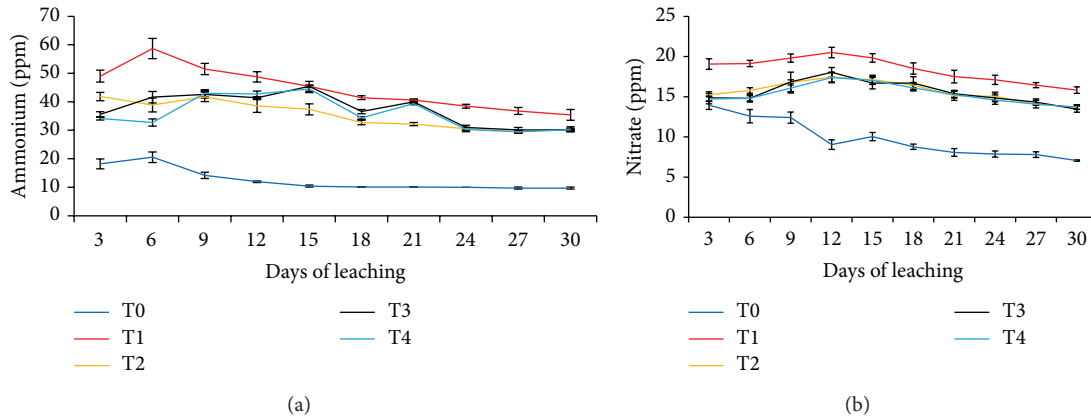 70
60
50
40
30
20
10
0
Ammonium (ppm)
3 6 9 12 15 18 21 24 27 30
Days of leaching
T0
T1
T2
T3
T4
(a)
25
20
15
10
5
0
Nitrate (ppm)
3 6 9 12 15 18 21 24 27 30
Days of leaching
T0
T1
T2
T3
T4
(b)